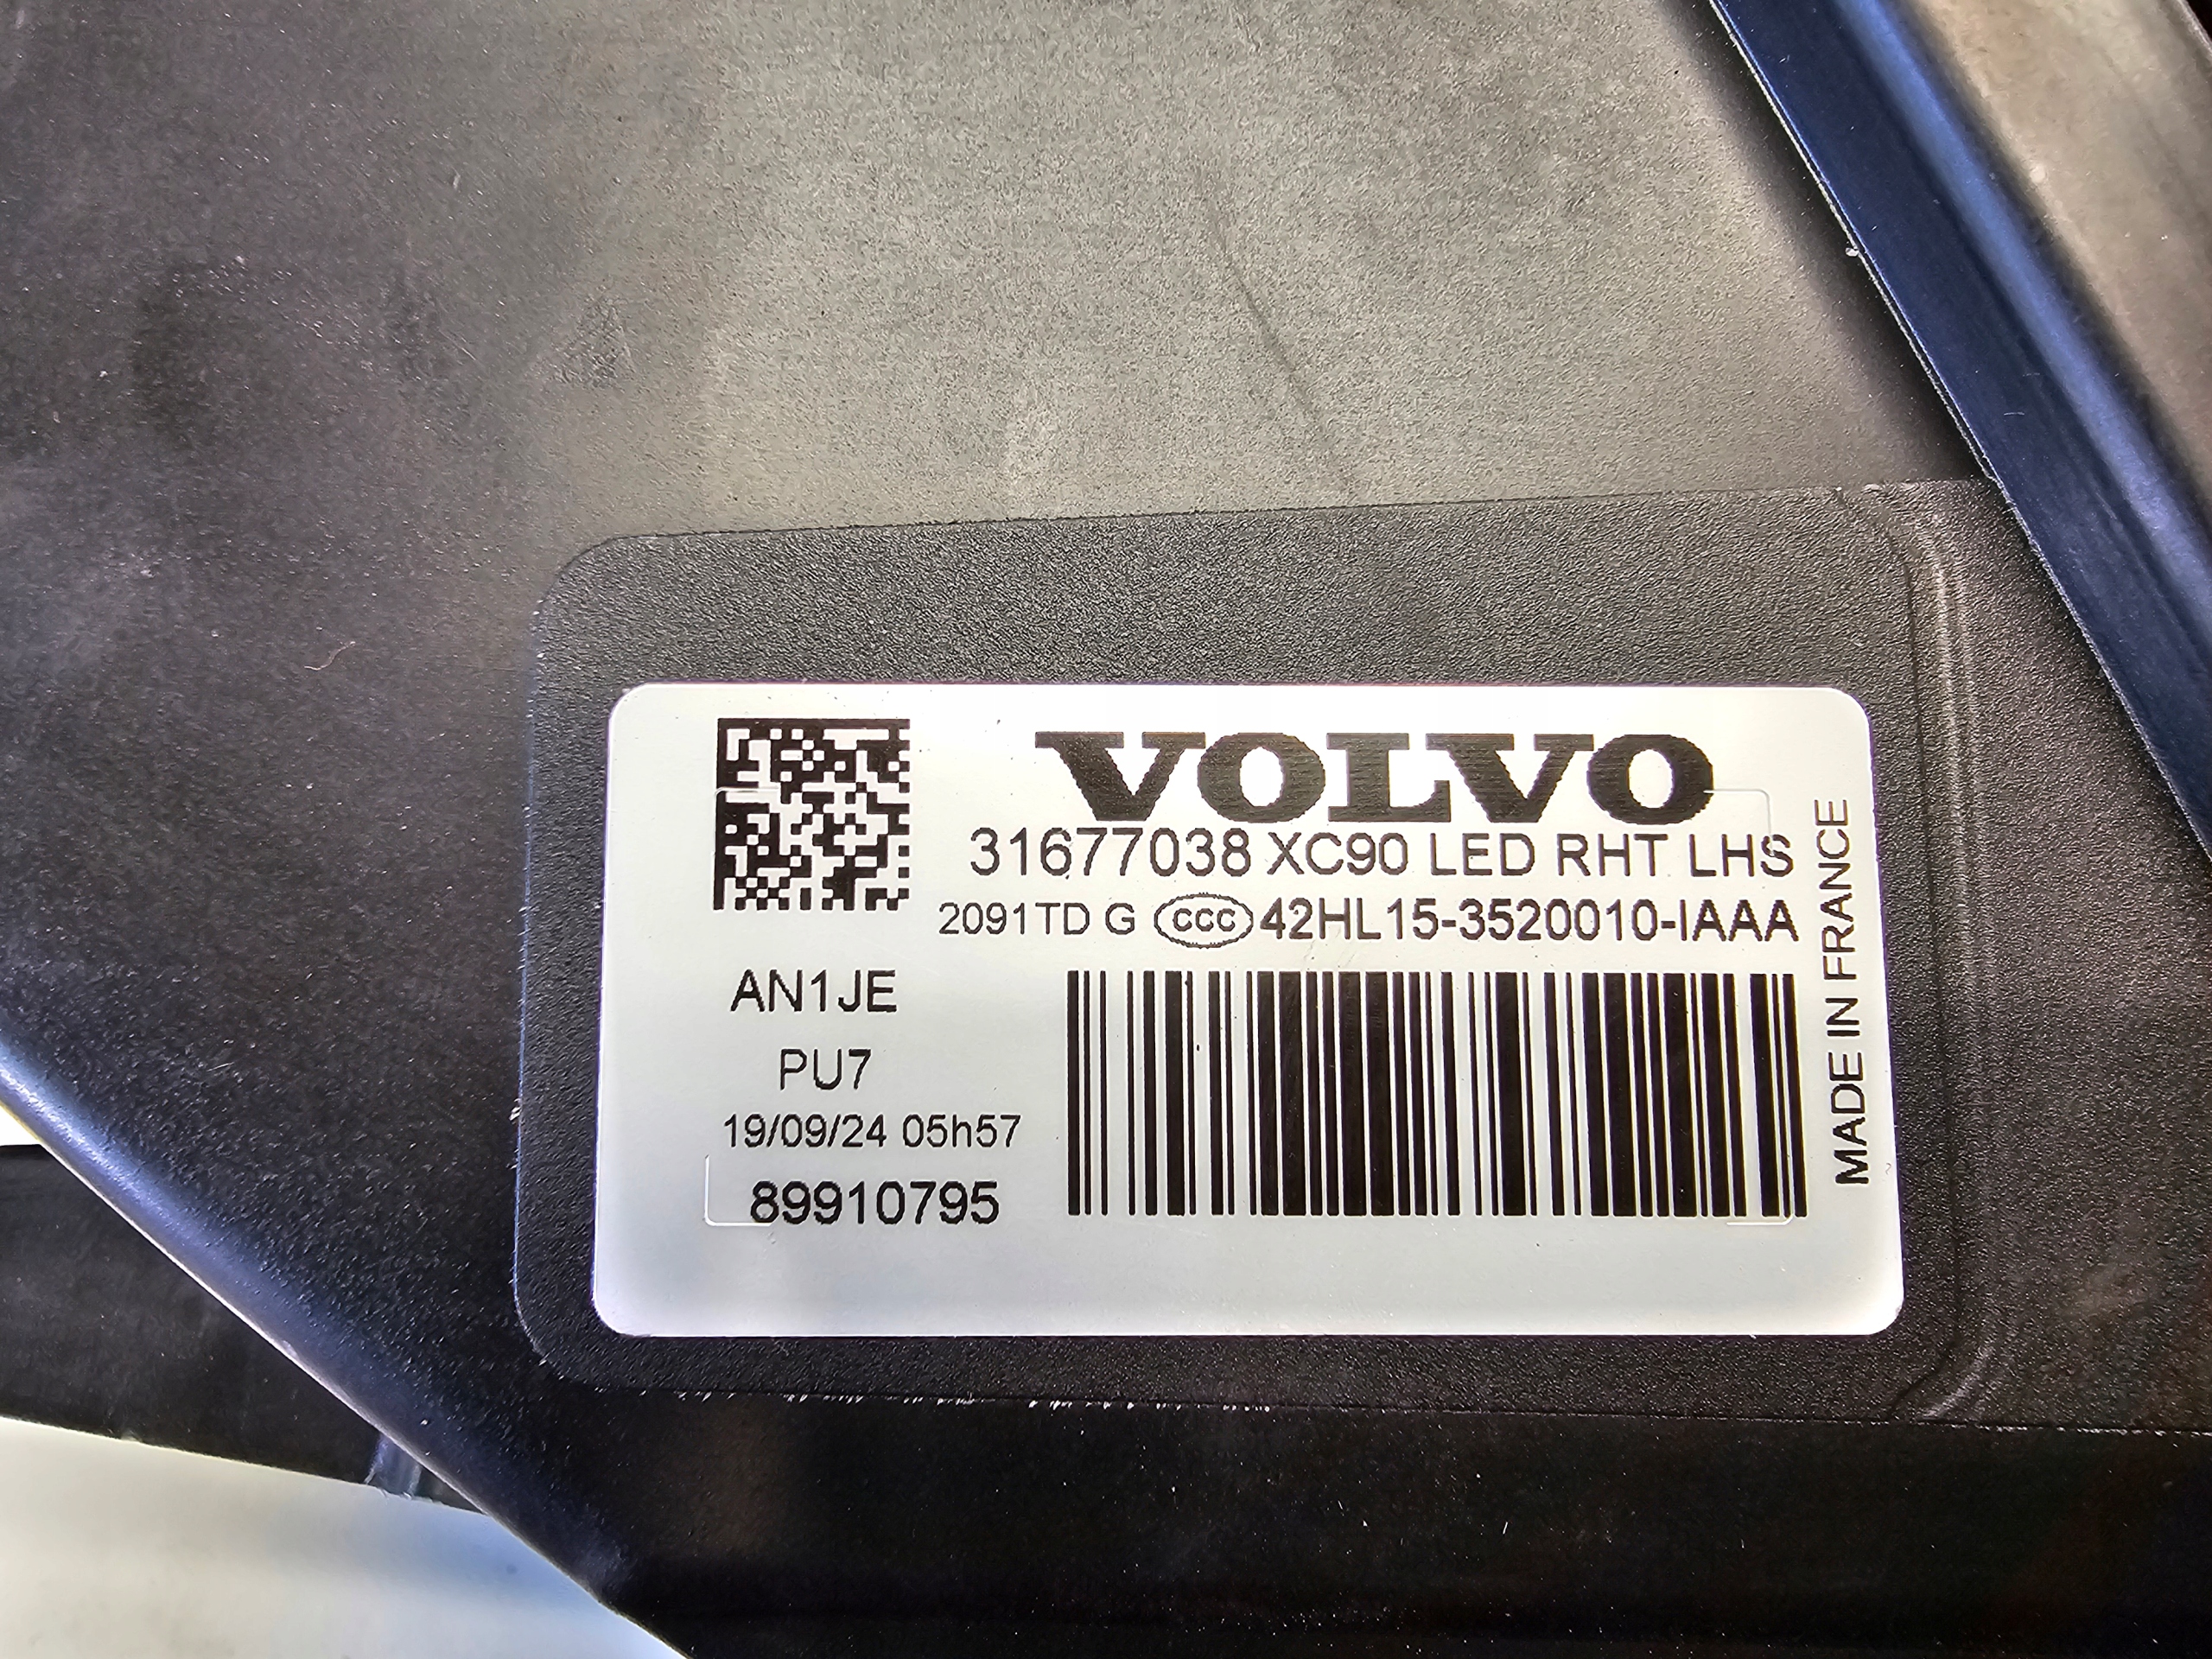 VOLVO
31677038 XC90 LED RHT LHS
2091TD G CCC 42HL15-3520010-IAAA
AN1JE
PU7
19/09/24 05h57
89910795
MADE IN FRANCE